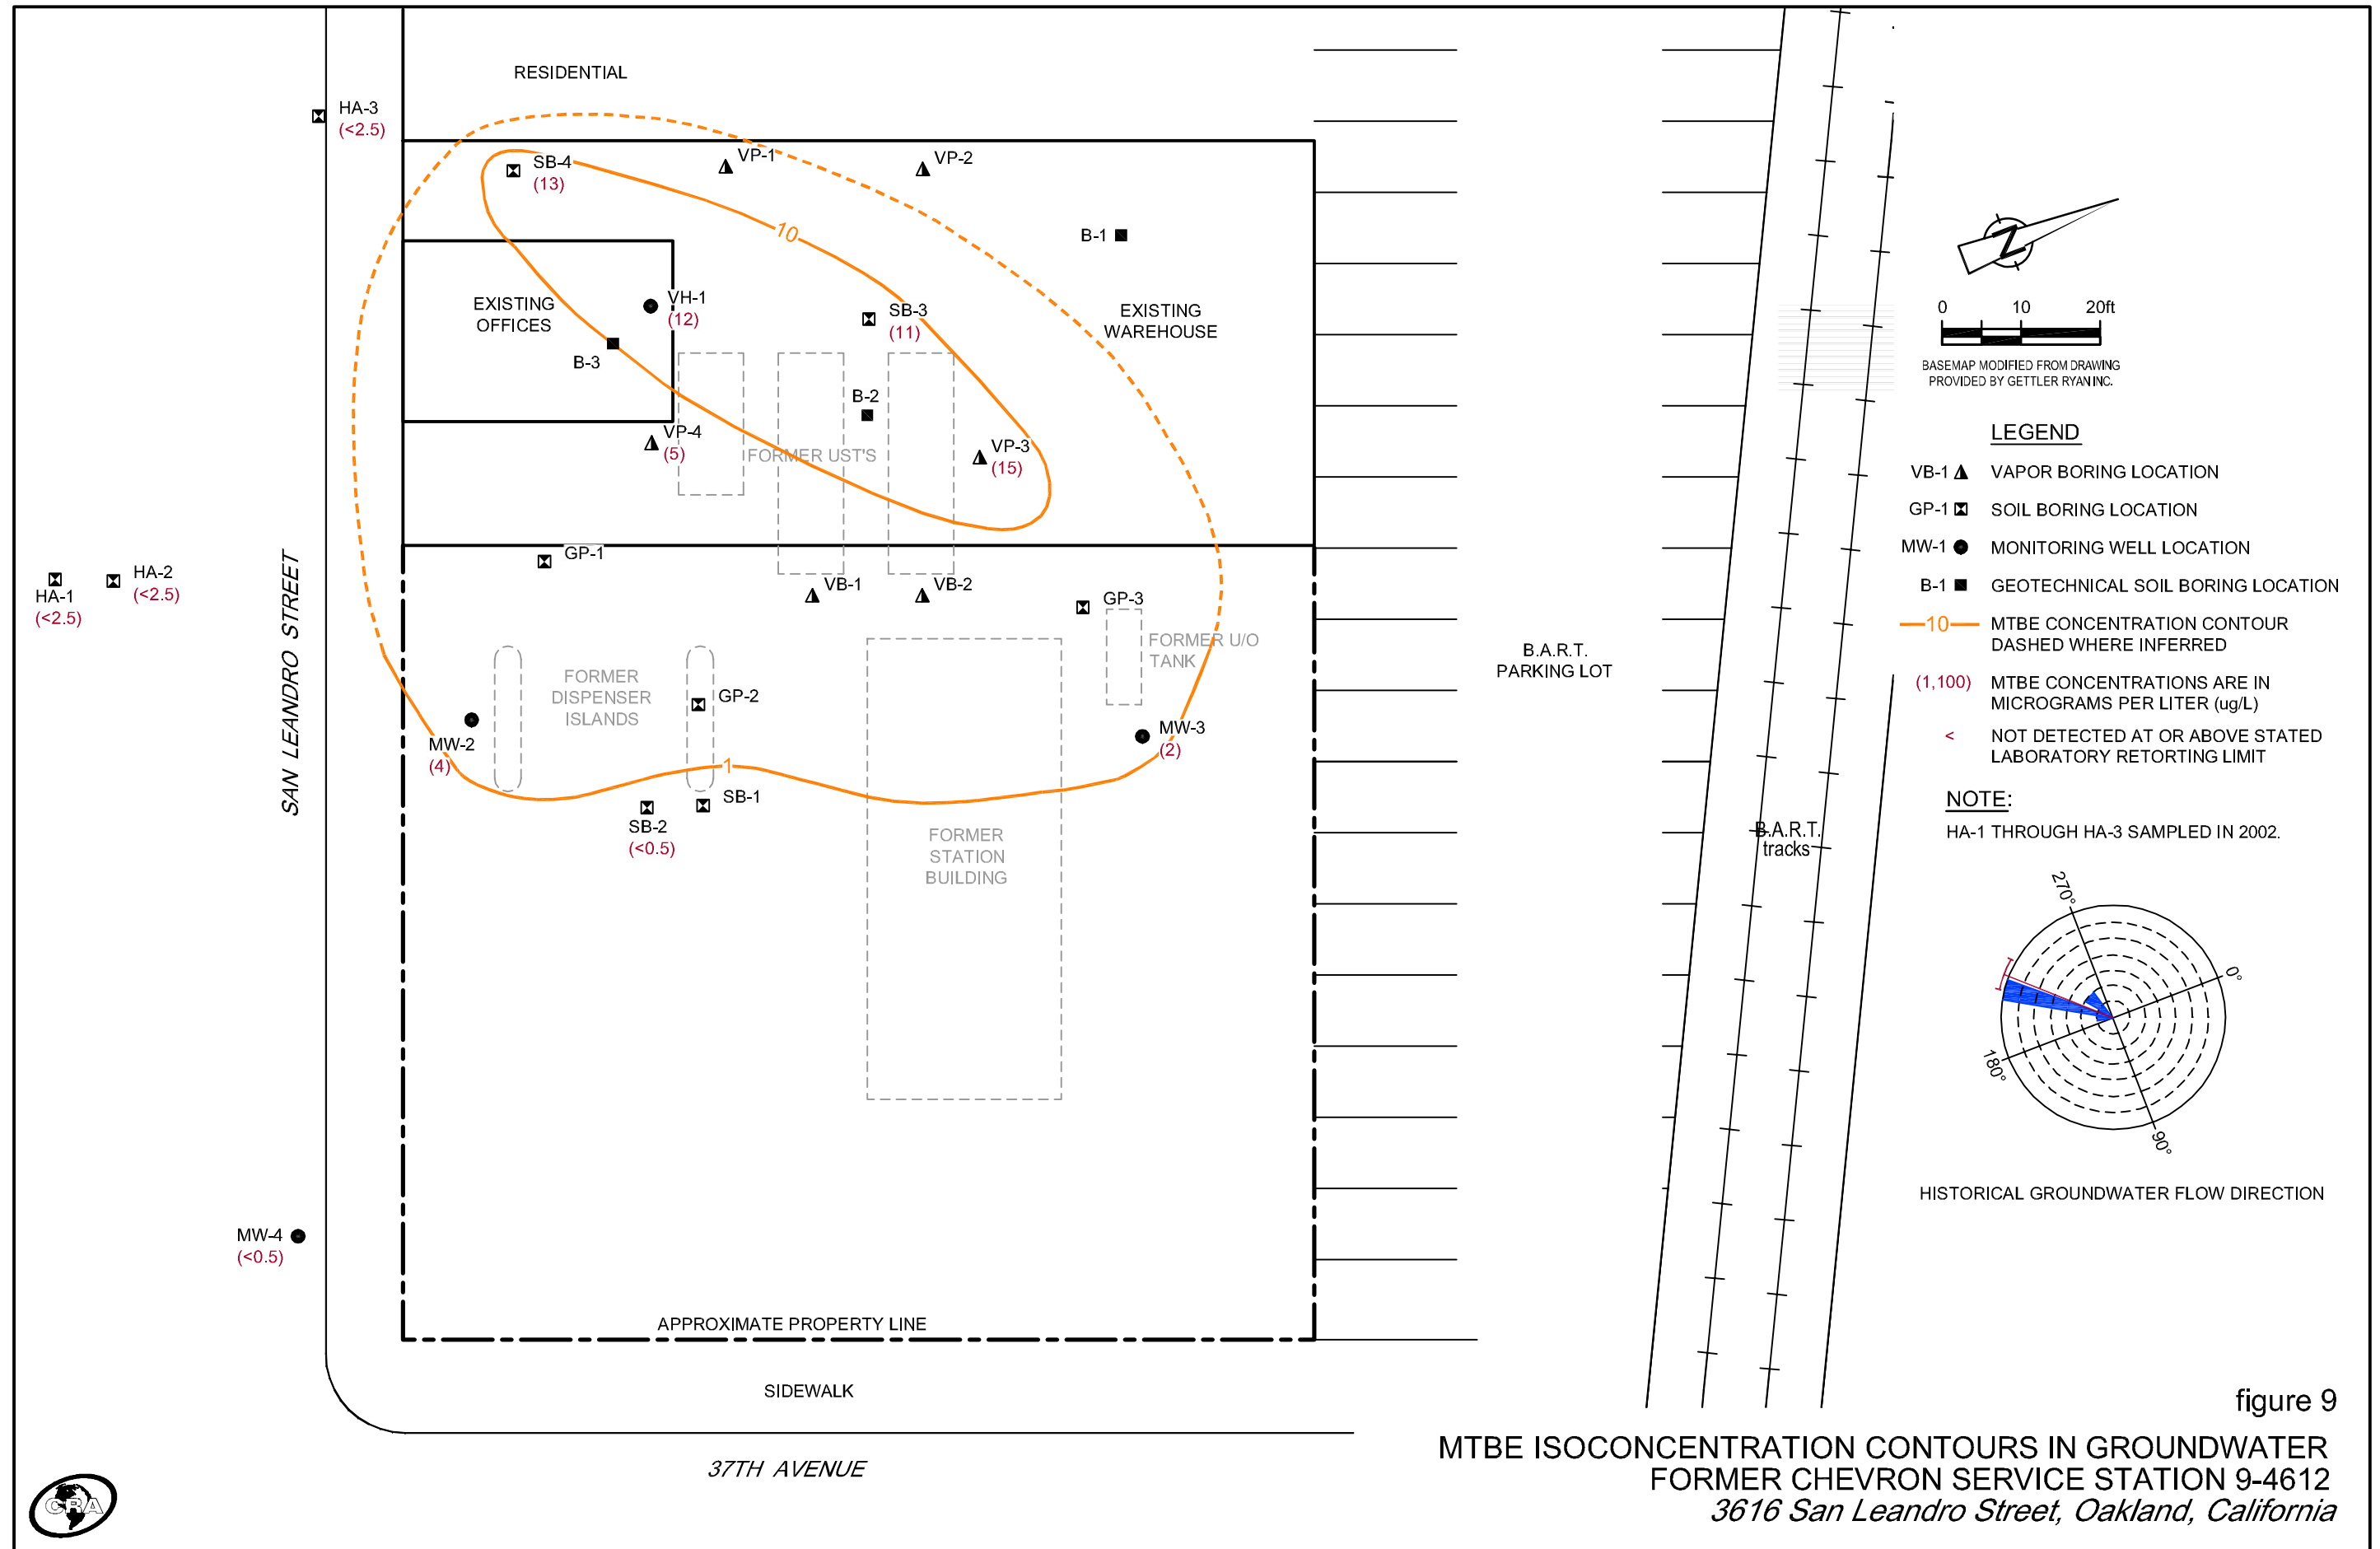 RESIDENTIAL
HA-3
(<2.5)
SB-4
(13)
VP-1
VP-2
10
B-1
EXISTING
OFFICES
VH-1
(12)
SB-3
(11)
EXISTING
WAREHOUSE
B-3
B-2
VP-4
(5)
FORMER UST'S
VP-3
(15)
GP-1
HA-1
(<2.5)
HA-2
(<2.5)
VB-1
VB-2
GP-3
FORMER U/O
TANK
SAN LEANDRO STREET
FORMER
DISPENSER
ISLANDS
GP-2
MW-2
(4)
MW-3
(2)
1
SB-1
SB-2
(<0.5)
FORMER
STATION
BUILDING
B.A.R.T.
PARKING LOT
B.A.R.T.
tracks
MW-4
(<0.5)
APPROXIMATE PROPERTY LINE
SIDEWALK
37TH AVENUE
CRA
N
0 10 20ft
BASEMAP MODIFIED FROM DRAWING
PROVIDED BY GETTLER RYAN INC.
LEGEND
VB-1 VAPOR BORING LOCATION
GP-1 SOIL BORING LOCATION
MW-1 MONITORING WELL LOCATION
B-1 GEOTECHNICAL SOIL BORING LOCATION
10 MTBE CONCENTRATION CONTOUR
DASHED WHERE INFERRED
(1,100) MTBE CONCENTRATIONS ARE IN
MICROGRAMS PER LITER (ug/L)
< NOT DETECTED AT OR ABOVE STATED
LABORATORY RETORTING LIMIT
NOTE:
HA-1 THROUGH HA-3 SAMPLED IN 2002.
270°
0°
180°
90°
HISTORICAL GROUNDWATER FLOW DIRECTION
figure 9
MTBE ISOCONCENTRATION CONTOURS IN GROUNDWATER
FORMER CHEVRON SERVICE STATION 9-4612
3616 San Leandro Street, Oakland, California